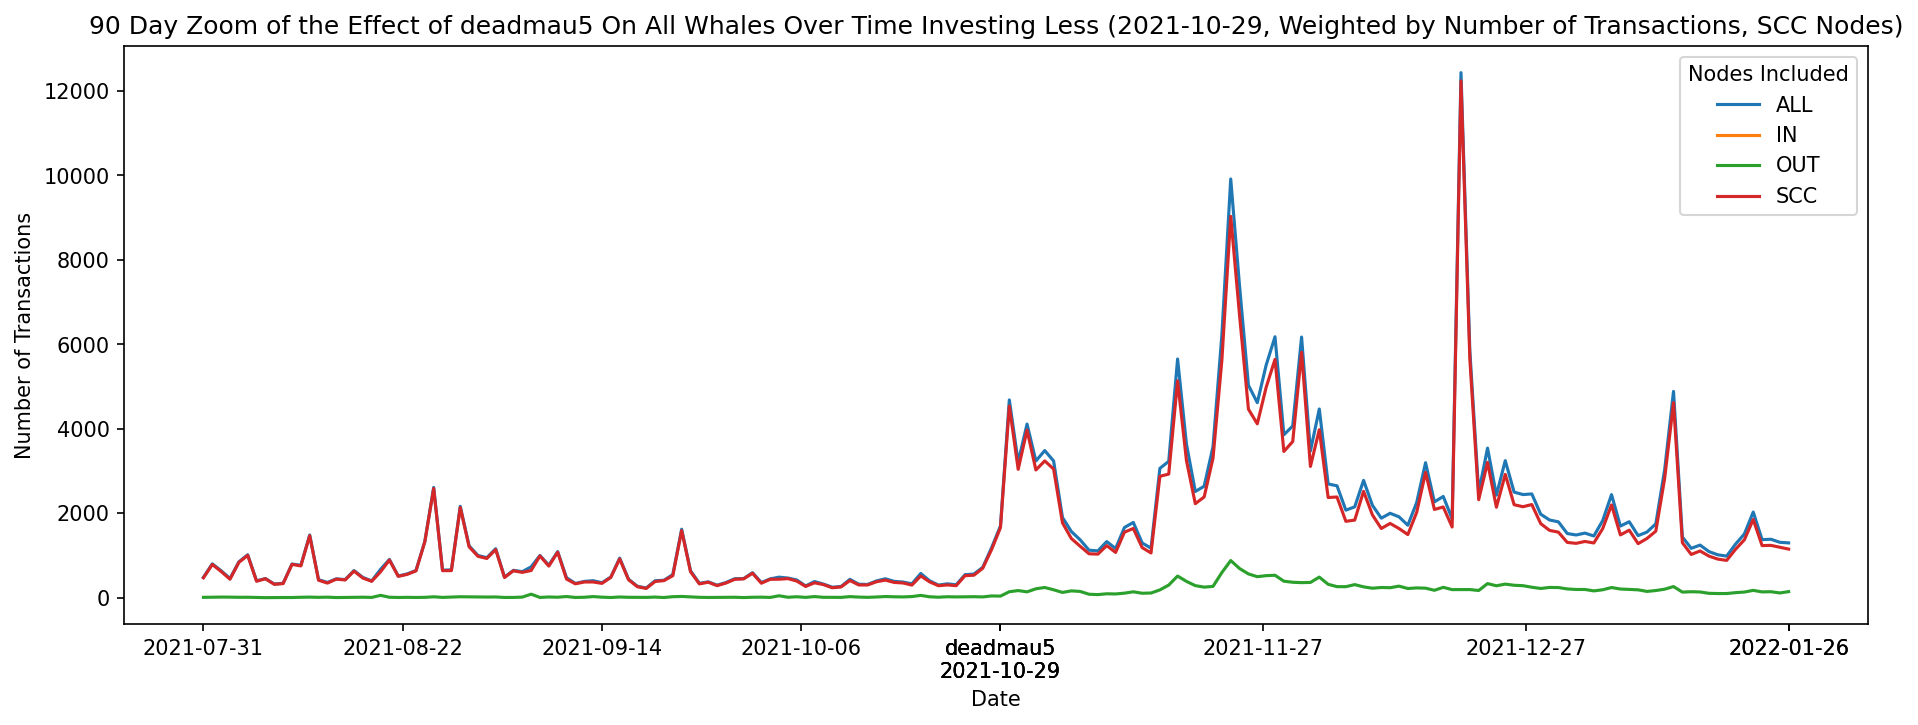 90 Day Zoom of the Effect of deadmau5 On All Whales Over Time Investing Less (2021-10-29, Weighted by Number of Transactions, SCC Nodes)
Nodes Included
ALL
IN
OUT
SCC
Number of Transactions
12000
10000
8000
6000
4000
2000
0
2021-07-31
2021-08-22
2021-09-14
2021-10-06
deadmau5
2021-10-29
2021-11-27
2021-12-27
2022-01-26
Date